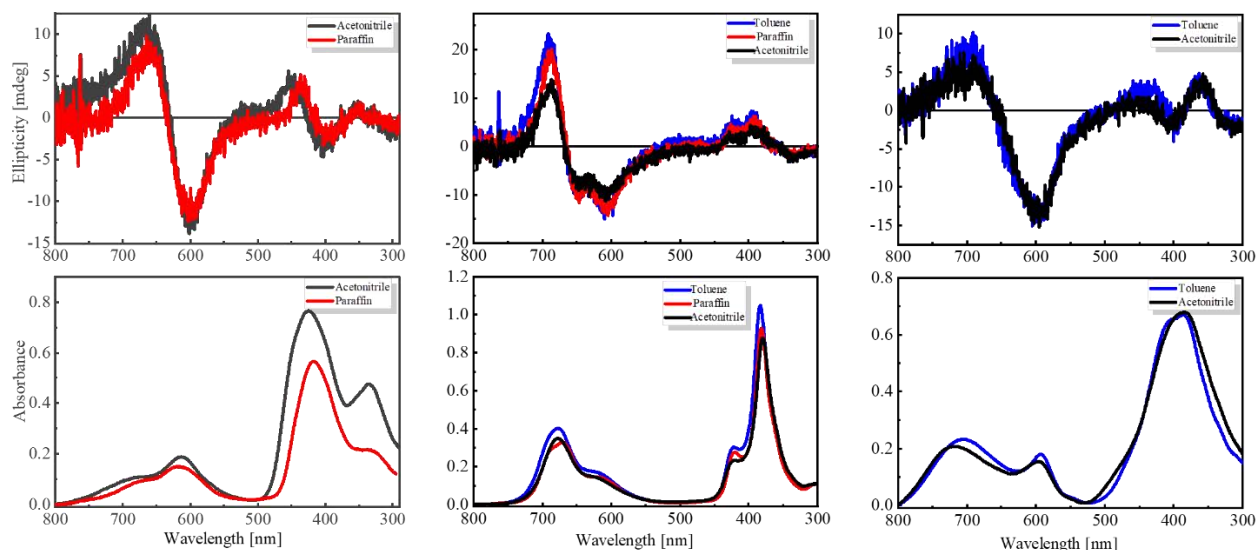 Acetonitrile
Paraffin
Ellipticity [mdeg]
10
5
0
-5
-10
-15
800 700 600 500 400 300
Toluene
Paraffin
Acetonitrile
20
10
0
-10
-20
800 700 600 500 400 300
Toluene
Acetonitrile
10
5
0
-5
-10
-15
800 700 600 500 400 300
Acetonitrile
Paraffin
Absorbance
0.8
0.6
0.4
0.2
0.0
800 700 600 500 400 300
Wavelength [nm]
Toluene
Paraffin
Acetonitrile
1.2
1.0
0.8
0.6
0.4
0.2
0.0
800 700 600 500 400 300
Wavelength [nm]
Toluene
Acetonitrile
0.8
0.6
0.4
0.2
0.0
800 700 600 500 400 300
Wavelength [nm]